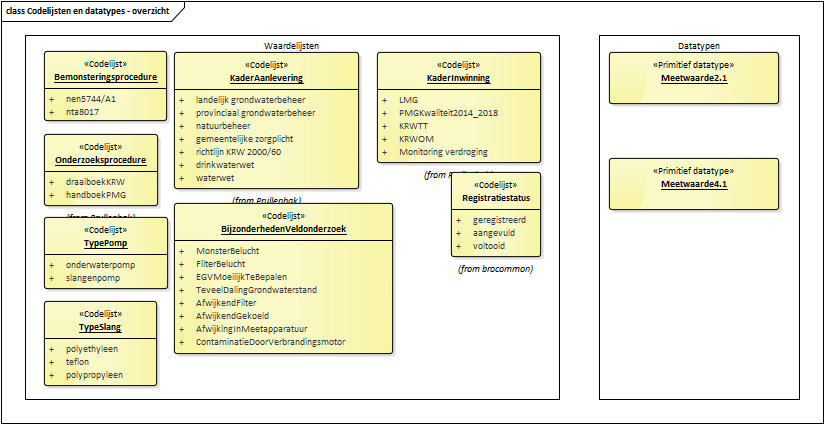 class Codelijsten en datatypes - overzicht
Waardelijsten
«Codelijst»
Bemonsteringsprocedure
+ nen5744/A1
+ nta8017
«Codelijst»
Onderzoeksprocedure
+ draaiboekKRW
+ handboekPMG
(from Prullenbak)
«Codelijst»
TypePomp
+ onderwaterpomp
+ slangenpomp
«Codelijst»
TypeSlang
+ polyethyleen
+ teflon
+ polypropyleen
«Codelijst»
KaderAanlevering
+ landelijk grondwaterbeheer
+ provinciaal grondwaterbeheer
+ natuurbeheer
+ gemeentelijke zorgplicht
+ richtlijn KRW 2000/60
+ drinkwaterwet
+ waterwet
(from Prullenbak)
«Codelijst»
BijzonderhedenVeldonderzoek
+ MonsterBelucht
+ FilterBelucht
+ EGVMoeilijkTeBepalen
+ TeveelDalingGrondwaterstand
+ AfwijkendFilter
+ AfwijkendGekoeld
+ AfwijkingInMeetapparatuur
+ ContaminatieDoorVerbrandingsmotor
«Codelijst»
KaderInwinning
+ LMG
+ PMGKwaliteit2014_2018
+ KRWTT
+ KRWOM
+ Monitoring verdroging
(from
«Codelijst»
Registratiestatus
+ geregistreerd
+ aangevuld
+ voltooid
(from brocommon)
Datatypen
«Primitief datatype»
Meetwaarde2.1
«Primitief datatype»
Meetwaarde4.1